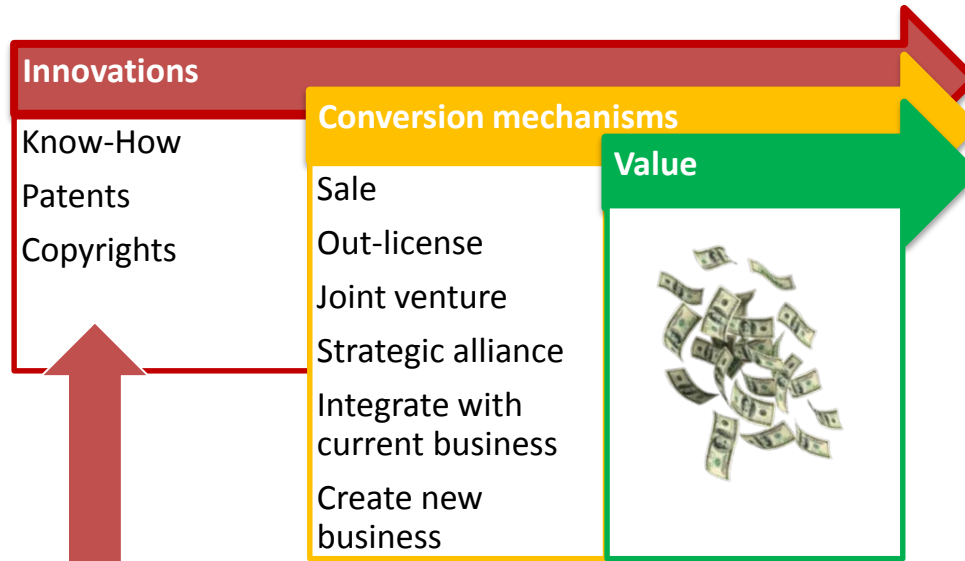 Innovations
Know-How
Patents
Copyrights
Conversion mechanisms
Sale
Out-license
Joint venture
Strategic alliance
Integrate with
current business
Create new
business
Value